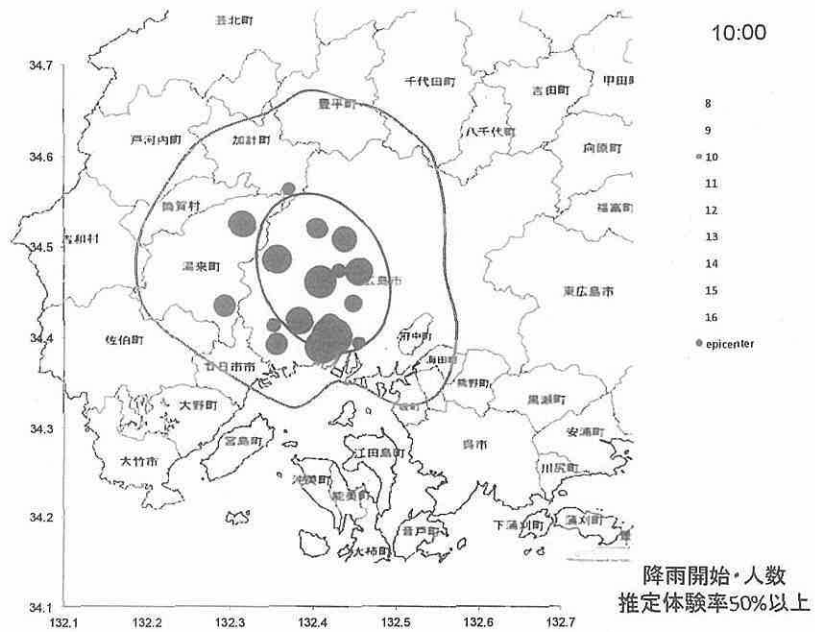 10:00
芸北町
34.7
千代田町
吉田町
甲田町
豊平町
8
戸河内町
加計町
八千代町
向原町
9
34.6
10
筒賀村
福富町
11
12
吉和村
34.5
湯来町
広島市
東広島市
13
14
15
佐伯町
34.4
府中町
16
海田町
廿日市市
熊野町
epicenter
大野町
坂町
黒瀬町
34.3
宮島町
呉市
安浦町
大竹市
江田島町
川尻町
沖美町
能美町
34.2
音戸町
下蒲刈町
蒲刈町
大柿町
降雨開始・人数
推定体験率50%以上
34.1
132.1
132.2
132.3
132.4
132.5
132.6
132.7